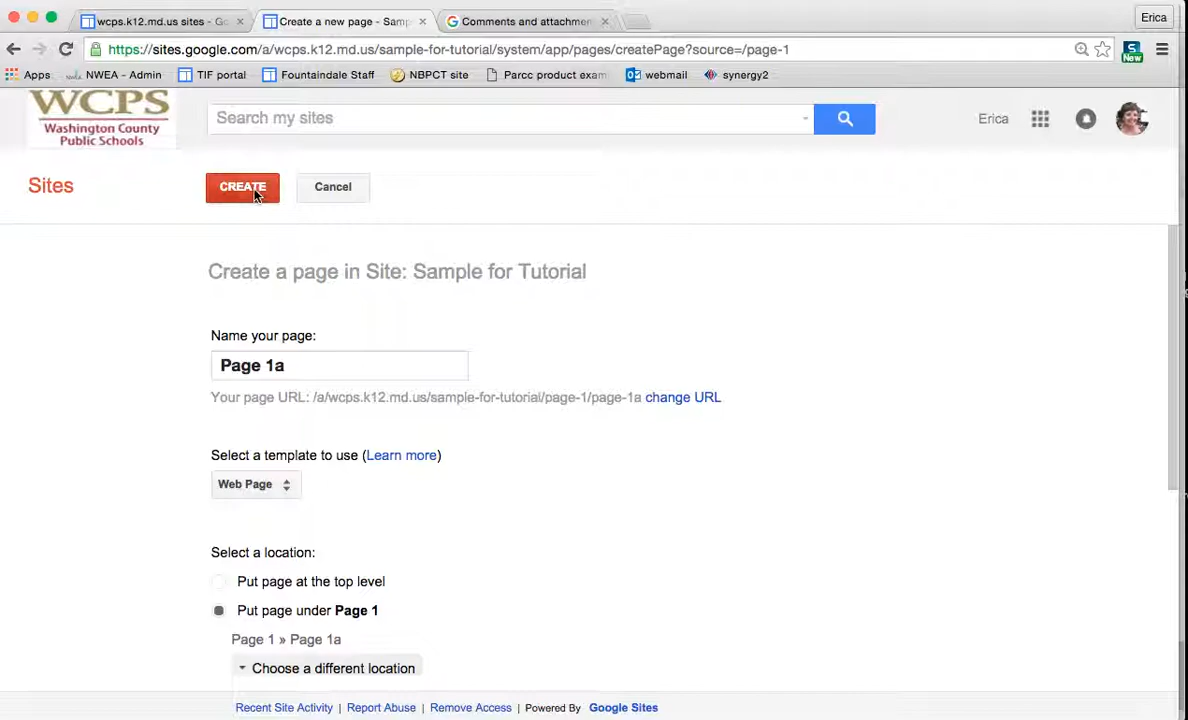 wcps.k12.md.us sites - Go
Create a new page - Samp
Comments and attachmen
Erica
https://sites.google.com/a/wcps.k12.md.us/sample-for-tutorial/system/app/pages/createPage?source=/page-1
New
Apps NWEA - Admin TIF portal Fountaindale Staff NBPCT site Parcc product exam webmail synergy2
WCPS
Washington County
Public Schools
Search my sites
Erica
Sites
CREATE
Cancel
Create a page in Site: Sample for Tutorial
Name your page:
Page 1a
Your page URL: /a/wcps.k12.md.us/sample-for-tutorial/page-1/page-1a change URL
Select a template to use (Learn more)
Web Page
Select a location:
Put page at the top level
Put page under Page 1
Page 1 » Page 1a
Choose a different location
Recent Site Activity | Report Abuse | Remove Access | Powered By Google Sites